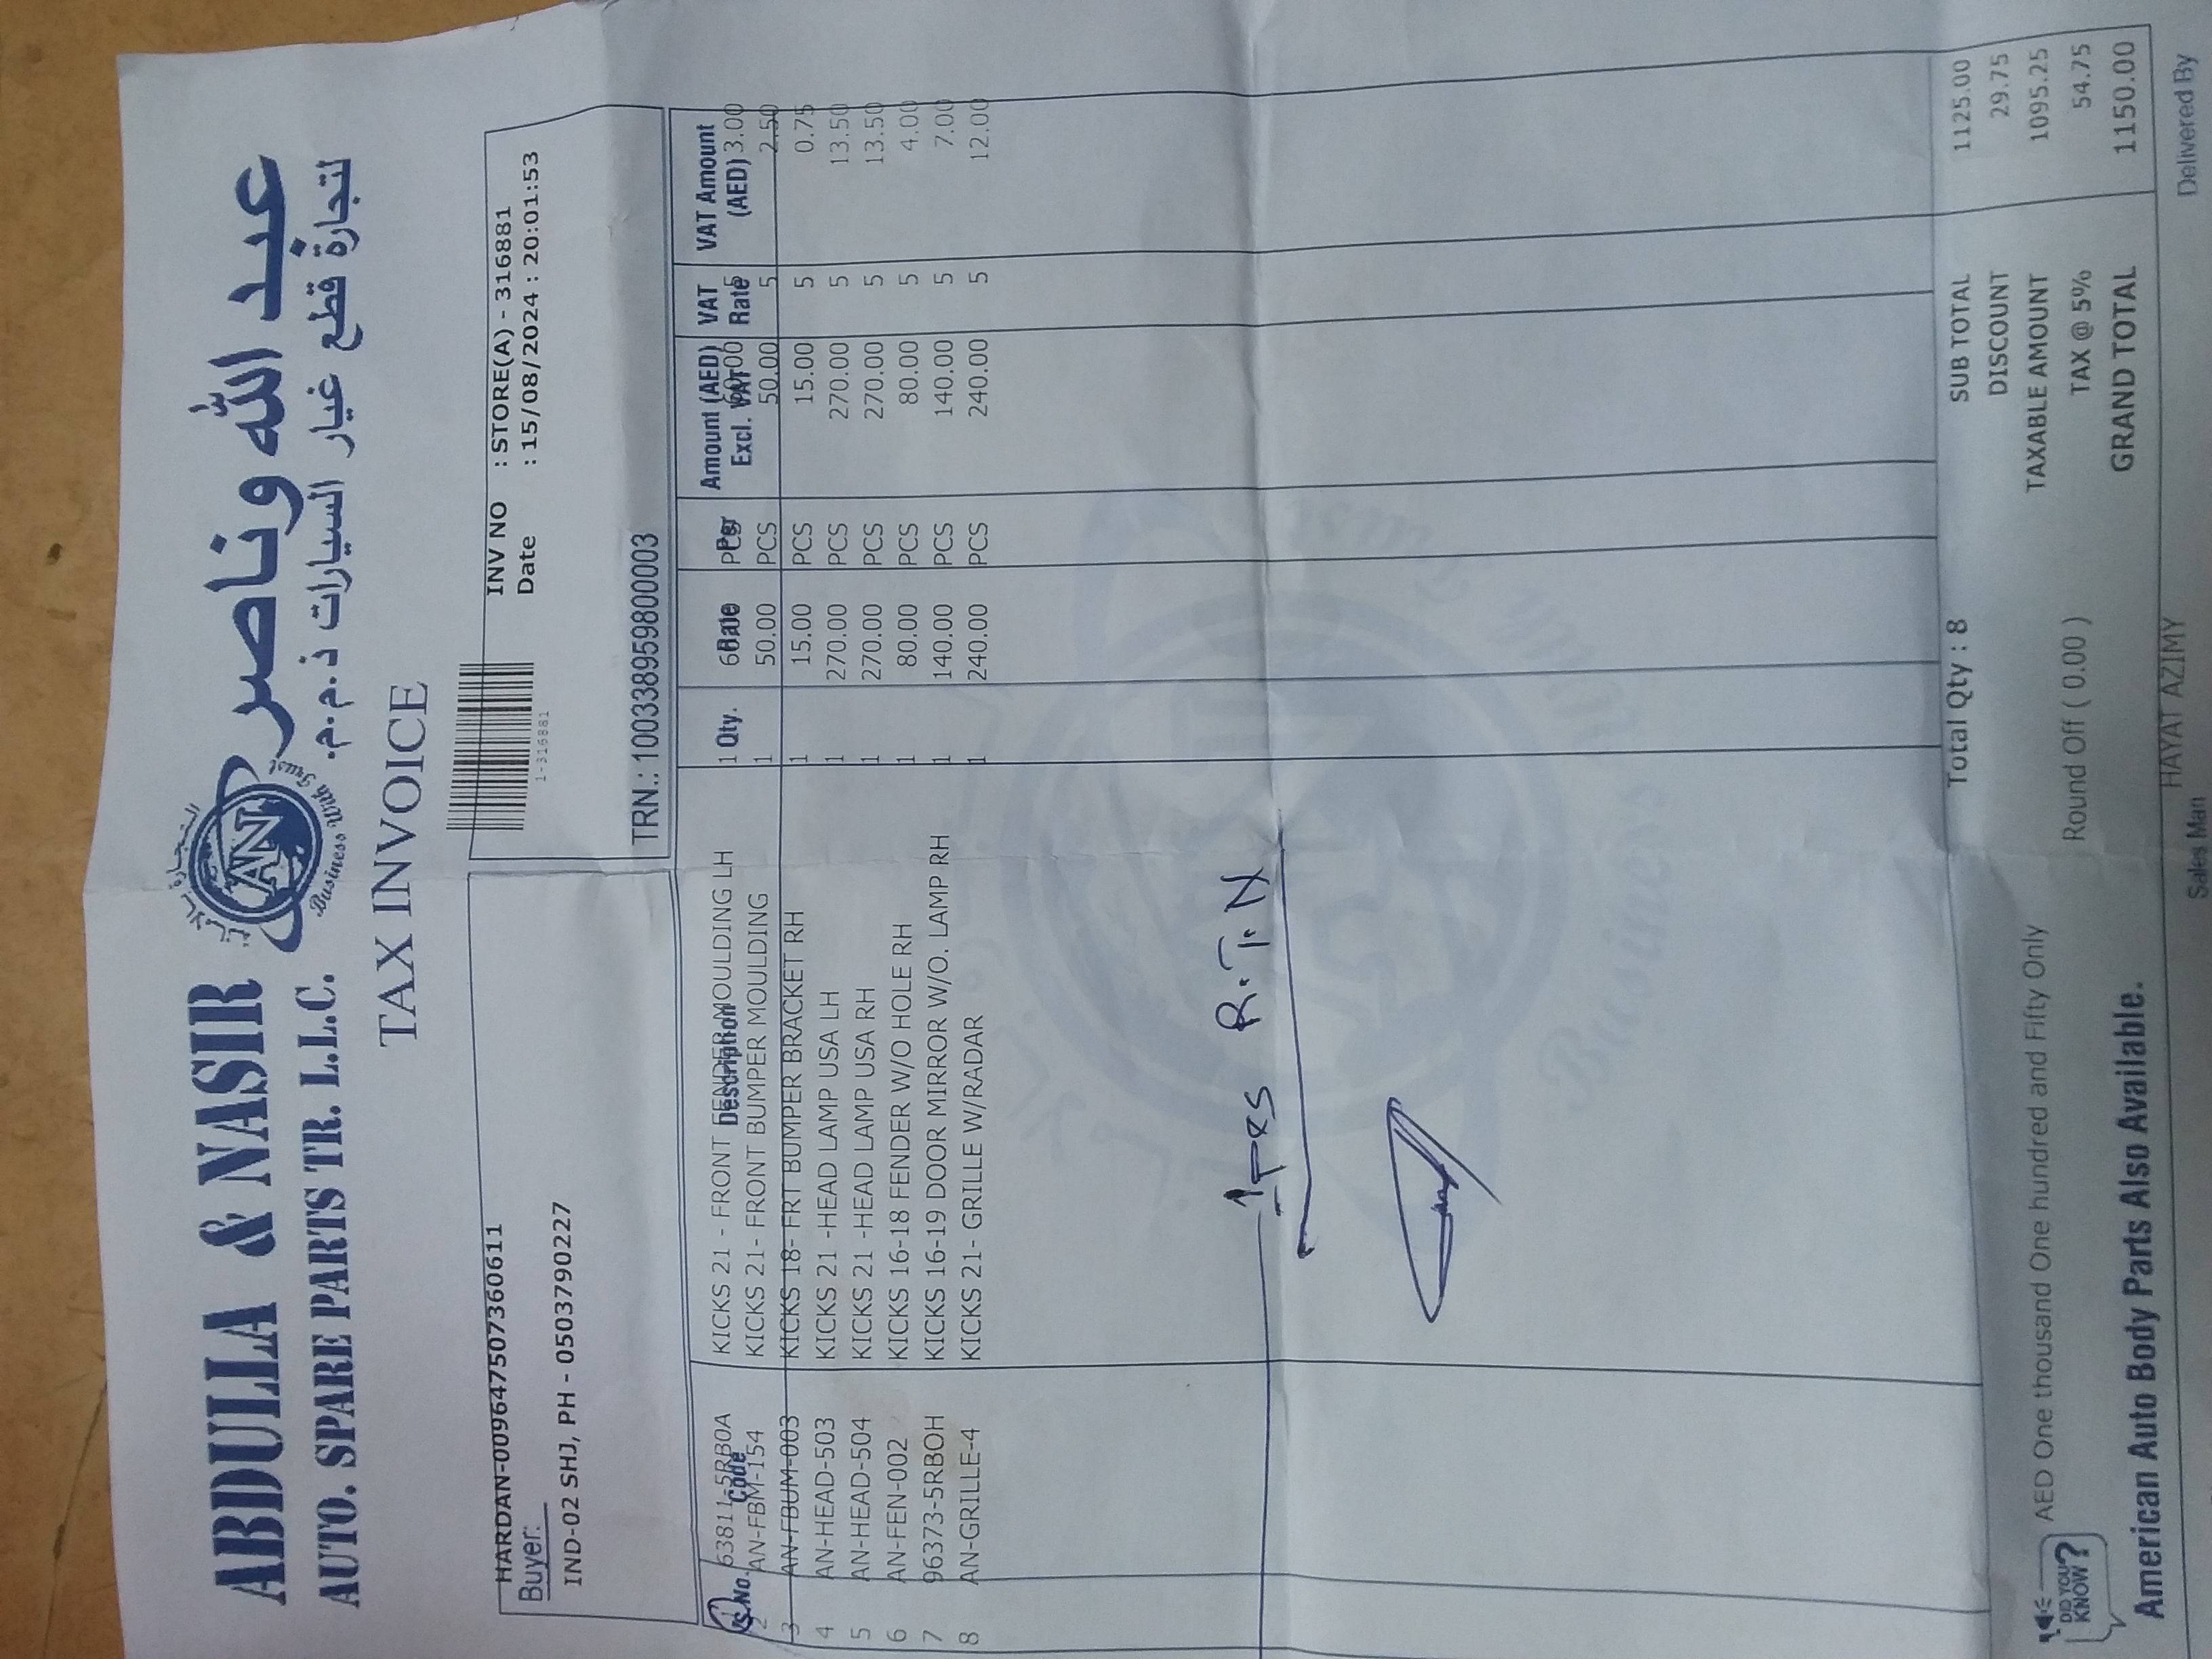 عبد الله وناصر
لتجارة قطع غيار السيارات ذ.م.م.
ABDULLA & NASIR
AUTO. SPARE PARTS TR. L.L.C.
AN
Business With Trust
TAX INVOICE
1-316881
HARDAN-009647507360611
Buyer:
IND-02 SHJ, PH - 0503790227
INV NO : STORE(A) - 316881
Date : 15/08/2024 : 20:01:53
TRN.: 100338959800003
S.No. Code Description Qty. Rate Per Amount (AED) Excl. VAT VAT Rate VAT Amount (AED)
63811-5RB0A KICKS 21 - FRONT FENDER MOULDING LH 1 PCS 3.00
2 AN-FBM-154 KICKS 21- FRONT BUMPER MOULDING 1 50.00 PCS 50.00 5 2.50
3 AN-FBUM-003 KICKS 18- FRT BUMPER BRACKET RH 1 15.00 PCS 15.00 5 0.75
4 AN-HEAD-503 KICKS 21 -HEAD LAMP USA LH 1 270.00 PCS 270.00 5 13.50
5 AN-HEAD-504 KICKS 21 -HEAD LAMP USA RH 1 270.00 PCS 270.00 5 13.50
6 AN-FEN-002 KICKS 16-18 FENDER W/O HOLE RH 1 80.00 PCS 80.00 5 4.00
7 96373-5RBOH KICKS 16-19 DOOR MIRROR W/O. LAMP RH 1 140.00 PCS 140.00 5 7.00
8 AN-GRILLE-4 KICKS 21- GRILLE W/RADAR 1 240.00 PCS 240.00 5 12.00
1 Pcs R.T.N
Total Qty : 8 SUB TOTAL 1125.00
DISCOUNT 29.75
AED One thousand One hundred and Fifty Only TAXABLE AMOUNT 1095.25
Round Off ( 0.00 ) TAX @ 5% 54.75
GRAND TOTAL 1150.00
DID YOU KNOW?
American Auto Body Parts Also Available.
HAYAT AZIMY
Sales Man Delivered By